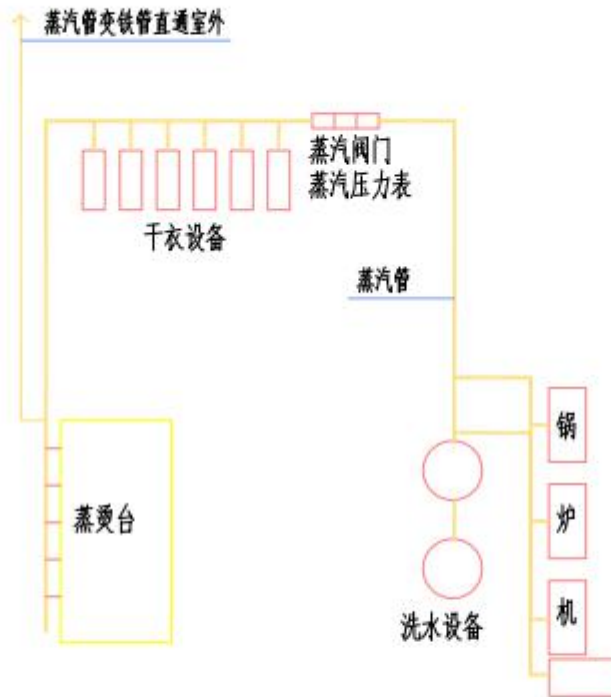 蒸汽管变铁管直通室外
蒸汽阀门
蒸汽压力表
干衣设备
蒸汽管
锅
炉
机
蒸烫台
洗水设备